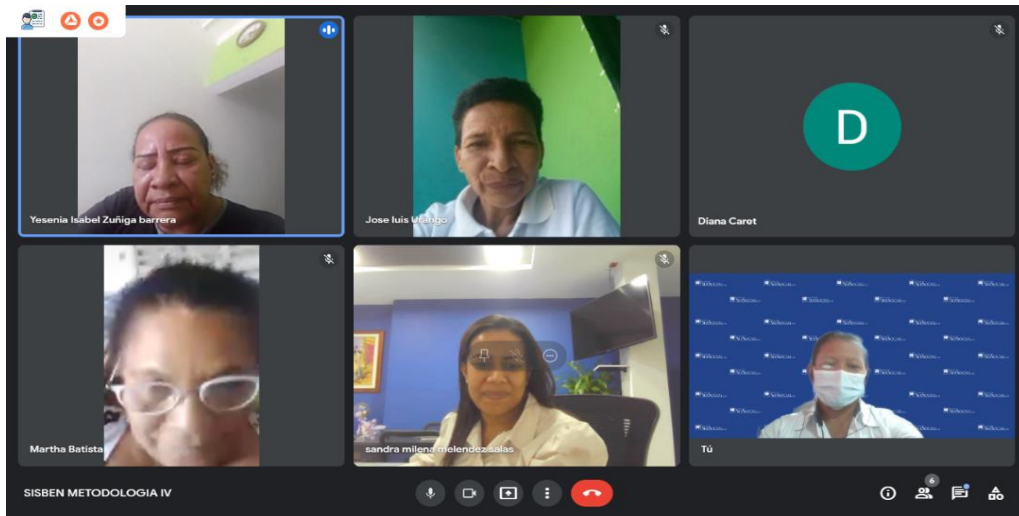 Yesenia Isabel Zuñiga barrera
Jose luis Urango
D
Diana Caret
Martha Batista
sandra milena melendez salas
Tú
SISBEN METODOLOGIA IV
6